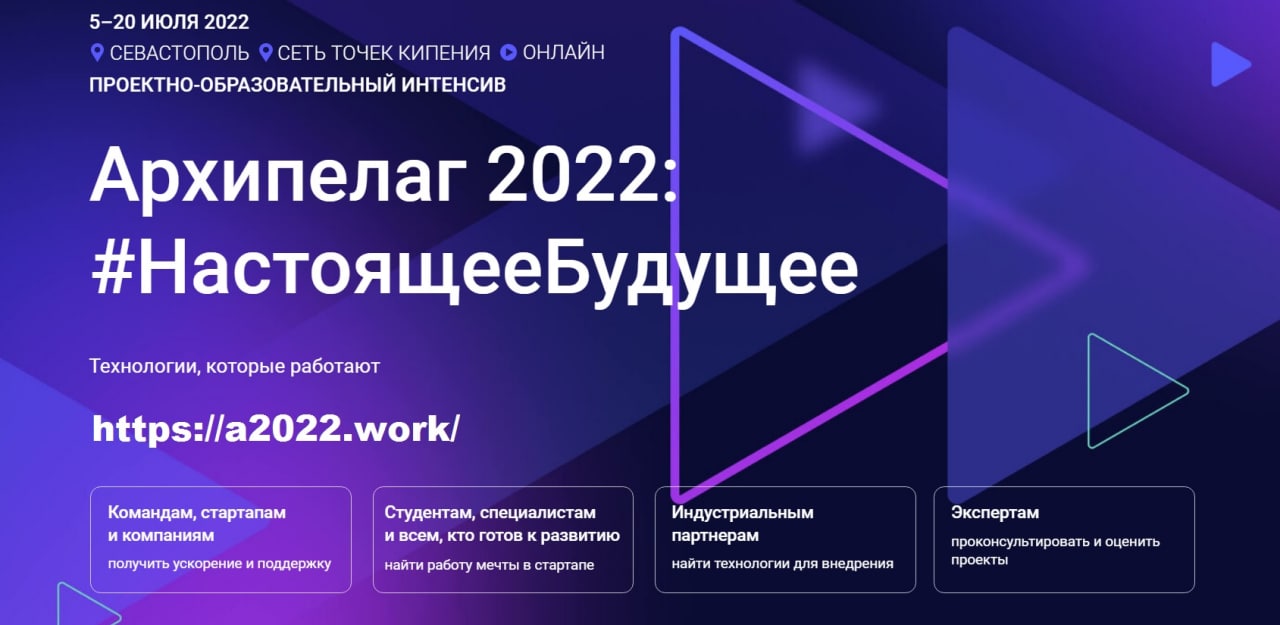 5–20 ИЮЛЯ 2022
СЕВАСТОПОЛЬ СЕТЬ ТОЧЕК КИПЕНИЯ ОНЛАЙН
ПРОЕКТНО-ОБРАЗОВАТЕЛЬНЫЙ ИНТЕНСИВ
Архипелаг 2022:
#НастоящееБудущее
Технологии, которые работают
https://a2022.work/
Командам, стартапам
и компаниям
получить ускорение и поддержку
Студентам, специалистам
и всем, кто готов к развитию
найти работу мечты в стартапе
Индустриальным
партнерам
найти технологии для внедрения
Экспертам
проконсультировать и оценить
проекты